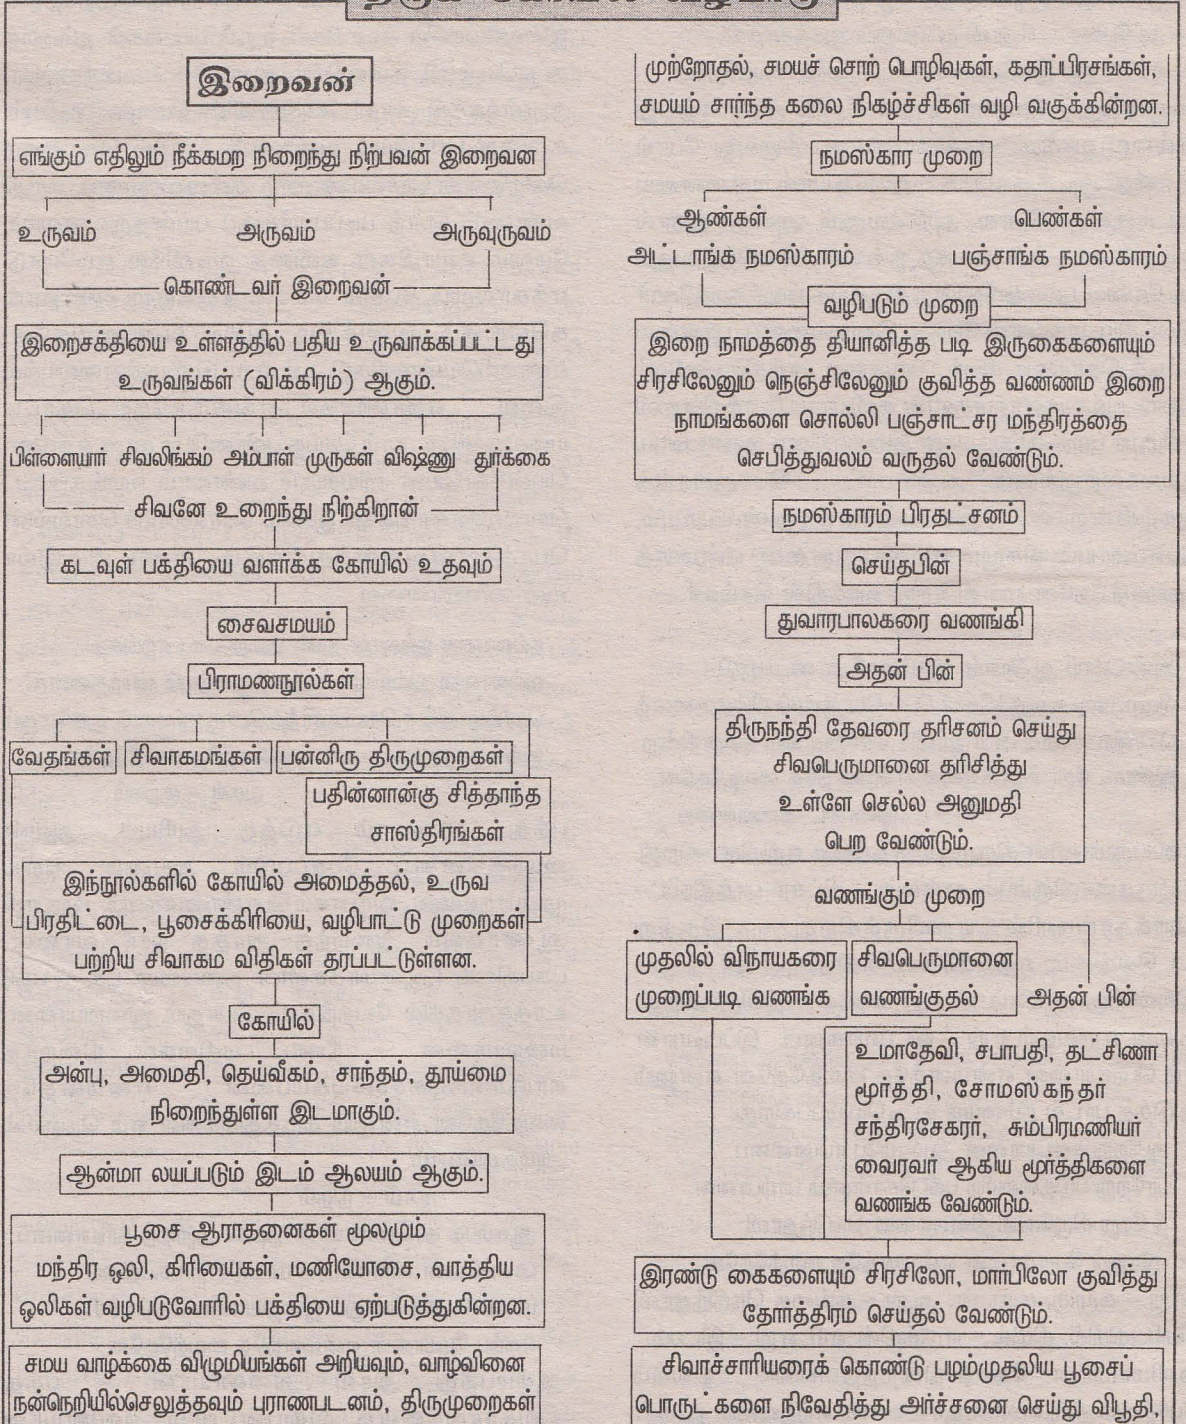 இறைவன்
எங்கும் எதிலும் நீக்கமற நிறைந்து நிற்பவன் இறைவன
உருவம் அருவம் அருவுருவம்
கொண்டவர் இறைவன்
இறைசக்தியை உள்ளத்தில் பதிய உருவாக்கப்பட்டது
உருவங்கள் (விக்கிரம்) ஆகும்.
பிள்ளையார் சிவலிங்கம் அம்பாள் முருகள் விஷ்ணு துர்க்கை
சிவனே உறைந்து நிற்கிறான்
கடவுள் பக்தியை வளர்க்க கோயில் உதவும்
சைவசமயம்
பிராமணநூல்கள்
வேதங்கள் சிவாகமங்கள் பன்னிரு திருமுறைகள்
பதின்னான்கு சித்தாந்த
சாஸ்திரங்கள்
இந்நூல்களில் கோயில் அமைத்தல், உருவ
பிரதிட்டை, பூசைக்கிரியை, வழிபாட்டு முறைகள்
பற்றிய சிவாகம விதிகள் தரப்பட்டுள்ளன.
கோயில்
அன்பு, அமைதி, தெய்வீகம், சாந்தம், தூய்மை
நிறைந்துள்ள இடமாகும்.
ஆன்மா லயப்படும் இடம் ஆலயம் ஆகும்.
பூசை ஆராதனைகள் மூலமும்
மந்திர ஒலி, கிரியைகள், மணியோசை, வாத்திய
ஒலிகள் வழிபடுவோரில் பக்தியை ஏற்படுத்துகின்றன.
சமய வாழ்க்கை விழுமியங்கள் அறியவும், வாழ்வினை
நன்நெறியில்செலுத்தவும் புராணபடனம், திருமுறைகள்
முற்றோதல், சமயச் சொற் பொழிவுகள், கதாப்பிரசங்கள்,
சமயம் சார்ந்த கலை நிகழ்ச்சிகள் வழி வகுக்கின்றன.
நமஸ்கார முறை
ஆண்கள் பெண்கள்
அட்டாங்க நமஸ்காரம் பஞ்சாங்க நமஸ்காரம்
வழிபடும் முறை
இறை நாமத்தை தியானித்த படி இருகைகளையும்
சிரசிலேனும் நெஞ்சிலேனும் குவித்த வண்ணம் இறை
நாமங்களை சொல்லி பஞ்சாட்சர மந்திரத்தை
செபித்துவலம் வருதல் வேண்டும்.
நமஸ்காரம் பிரதட்சனம்
செய்தபின்
துவாரபாலகரை வணங்கி
அதன் பின்
திருநந்தி தேவரை தரிசனம் செய்து
சிவபெருமானை தரிசித்து
உள்ளே செல்ல அனுமதி
பெற வேண்டும்.
வணங்கும் முறை
முதலில் விநாயகரை
முறைப்படி வணங்க
சிவபெருமானை
வணங்குதல்
அதன் பின்
உமாதேவி, சபாபதி, தட்சிணா
மூர்த்தி, சோமஸ்கந்தர்
சந்திரசேகரர், சும்பிரமணியர்
வைரவர் ஆகிய மூர்த்திகளை
வணங்க வேண்டும்.
இரண்டு கைகளையும் சிரசிலோ, மார்பிலோ குவித்து
தோர்த்திரம் செய்தல் வேண்டும்.
சிவாச்சாரியரைக் கொண்டு பழம்முதலிய பூசைப்
பொருட்களை நிவேதித்து அர்ச்சனை செய்து விபூதி,